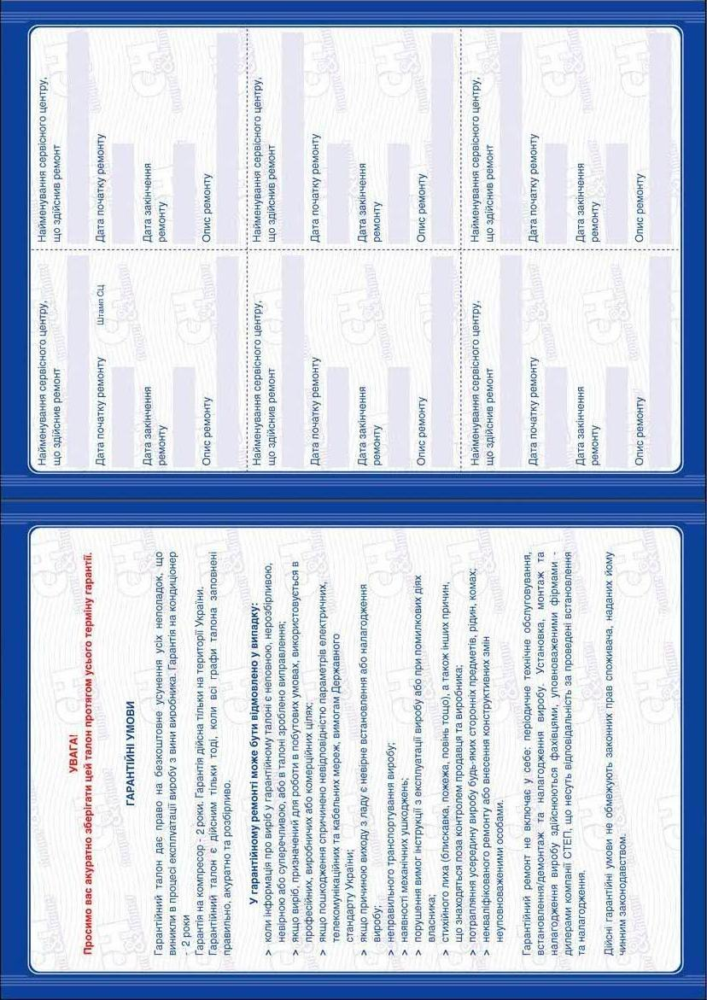 УВАГА!
Просимо вас акуратно зберігати цей талон протягом усього терміну гарантії.
ГАРАНТІЙНІ УМОВИ
Гарантійний талон дає право на безкоштовне усунення усіх неполадок, що
виникли в процесі експлуатації виробу з вини виробника. Гарантія на кондиціонер
- 2 роки
Гарантія на компресор - 2 роки. Гарантія дійсна тільки на території України.
Гарантійний талон є дійсним тільки тоді, коли всі графи талона заповнені
правильно, акуратно та розбірливо.
У гарантійному ремонті може бути відмовлено у випадку:
> коли інформація про виріб у гарантійному талоні є неповною, нерозбірливою,
невірною або суперечливою, або в талоні зроблено виправлення;
> якщо виріб, призначений для роботи в побутових умовах, використовується в
професійних, виробничих або комерційних цілях;
> якщо пошкодження спричинено невідповідністю параметрів електричних,
телекомунікаційних та кабельних мереж, вимогам Державного
стандарту України;
> якщо причиною виходу з ладу є невірне встановлення або налагодження
виробу;
> неправильного транспортування виробу;
> наявності механічних ушкоджень;
> порушення вимог інструкції з експлуатації виробу або при помилкових діях
власника;
> стихійного лиха (блискавка, пожежа, повінь тощо), а також інших причин,
що знаходяться поза контролем продавця та виробника;
> потрапляння усередину виробу будь-яких сторонніх предметів, рідин, комах;
> некваліфікованого ремонту або внесення конструктивних змін
неуповноваженими особами.
Гарантійний ремонт не включає у себе: періодичне технічне обслуговування,
встановлення/демонтаж та налагодження виробу. Установка, монтаж та
налагодження виробу здійснюються фахівцями, уповноваженими фірмами -
дилерами компанії СТЕП, що несуть відповідальність за проведені встановлення
та налагодження.
Дійсні гарантійні умови не обмежують законних прав споживача, наданих йому
чинним законодавством.
Найменування сервісного центру,
що здійснив ремонт
Дата початку ремонту
Штамп СЦ
Дата закінчення
ремонту
Опис ремонту
Найменування сервісного центру,
що здійснив ремонт
Дата початку ремонту
Дата закінчення
ремонту
Опис ремонту
Найменування сервісного центру,
що здійснив ремонт
Дата початку ремонту
Дата закінчення
ремонту
Опис ремонту
Найменування сервісного центру,
що здійснив ремонт
Дата початку ремонту
Дата закінчення
ремонту
Опис ремонту
Найменування сервісного центру,
що здійснив ремонт
Дата початку ремонту
Дата закінчення
ремонту
Опис ремонту
Найменування сервісного центру,
що здійснив ремонт
Дата початку ремонту
Дата закінчення
ремонту
Опис ремонту